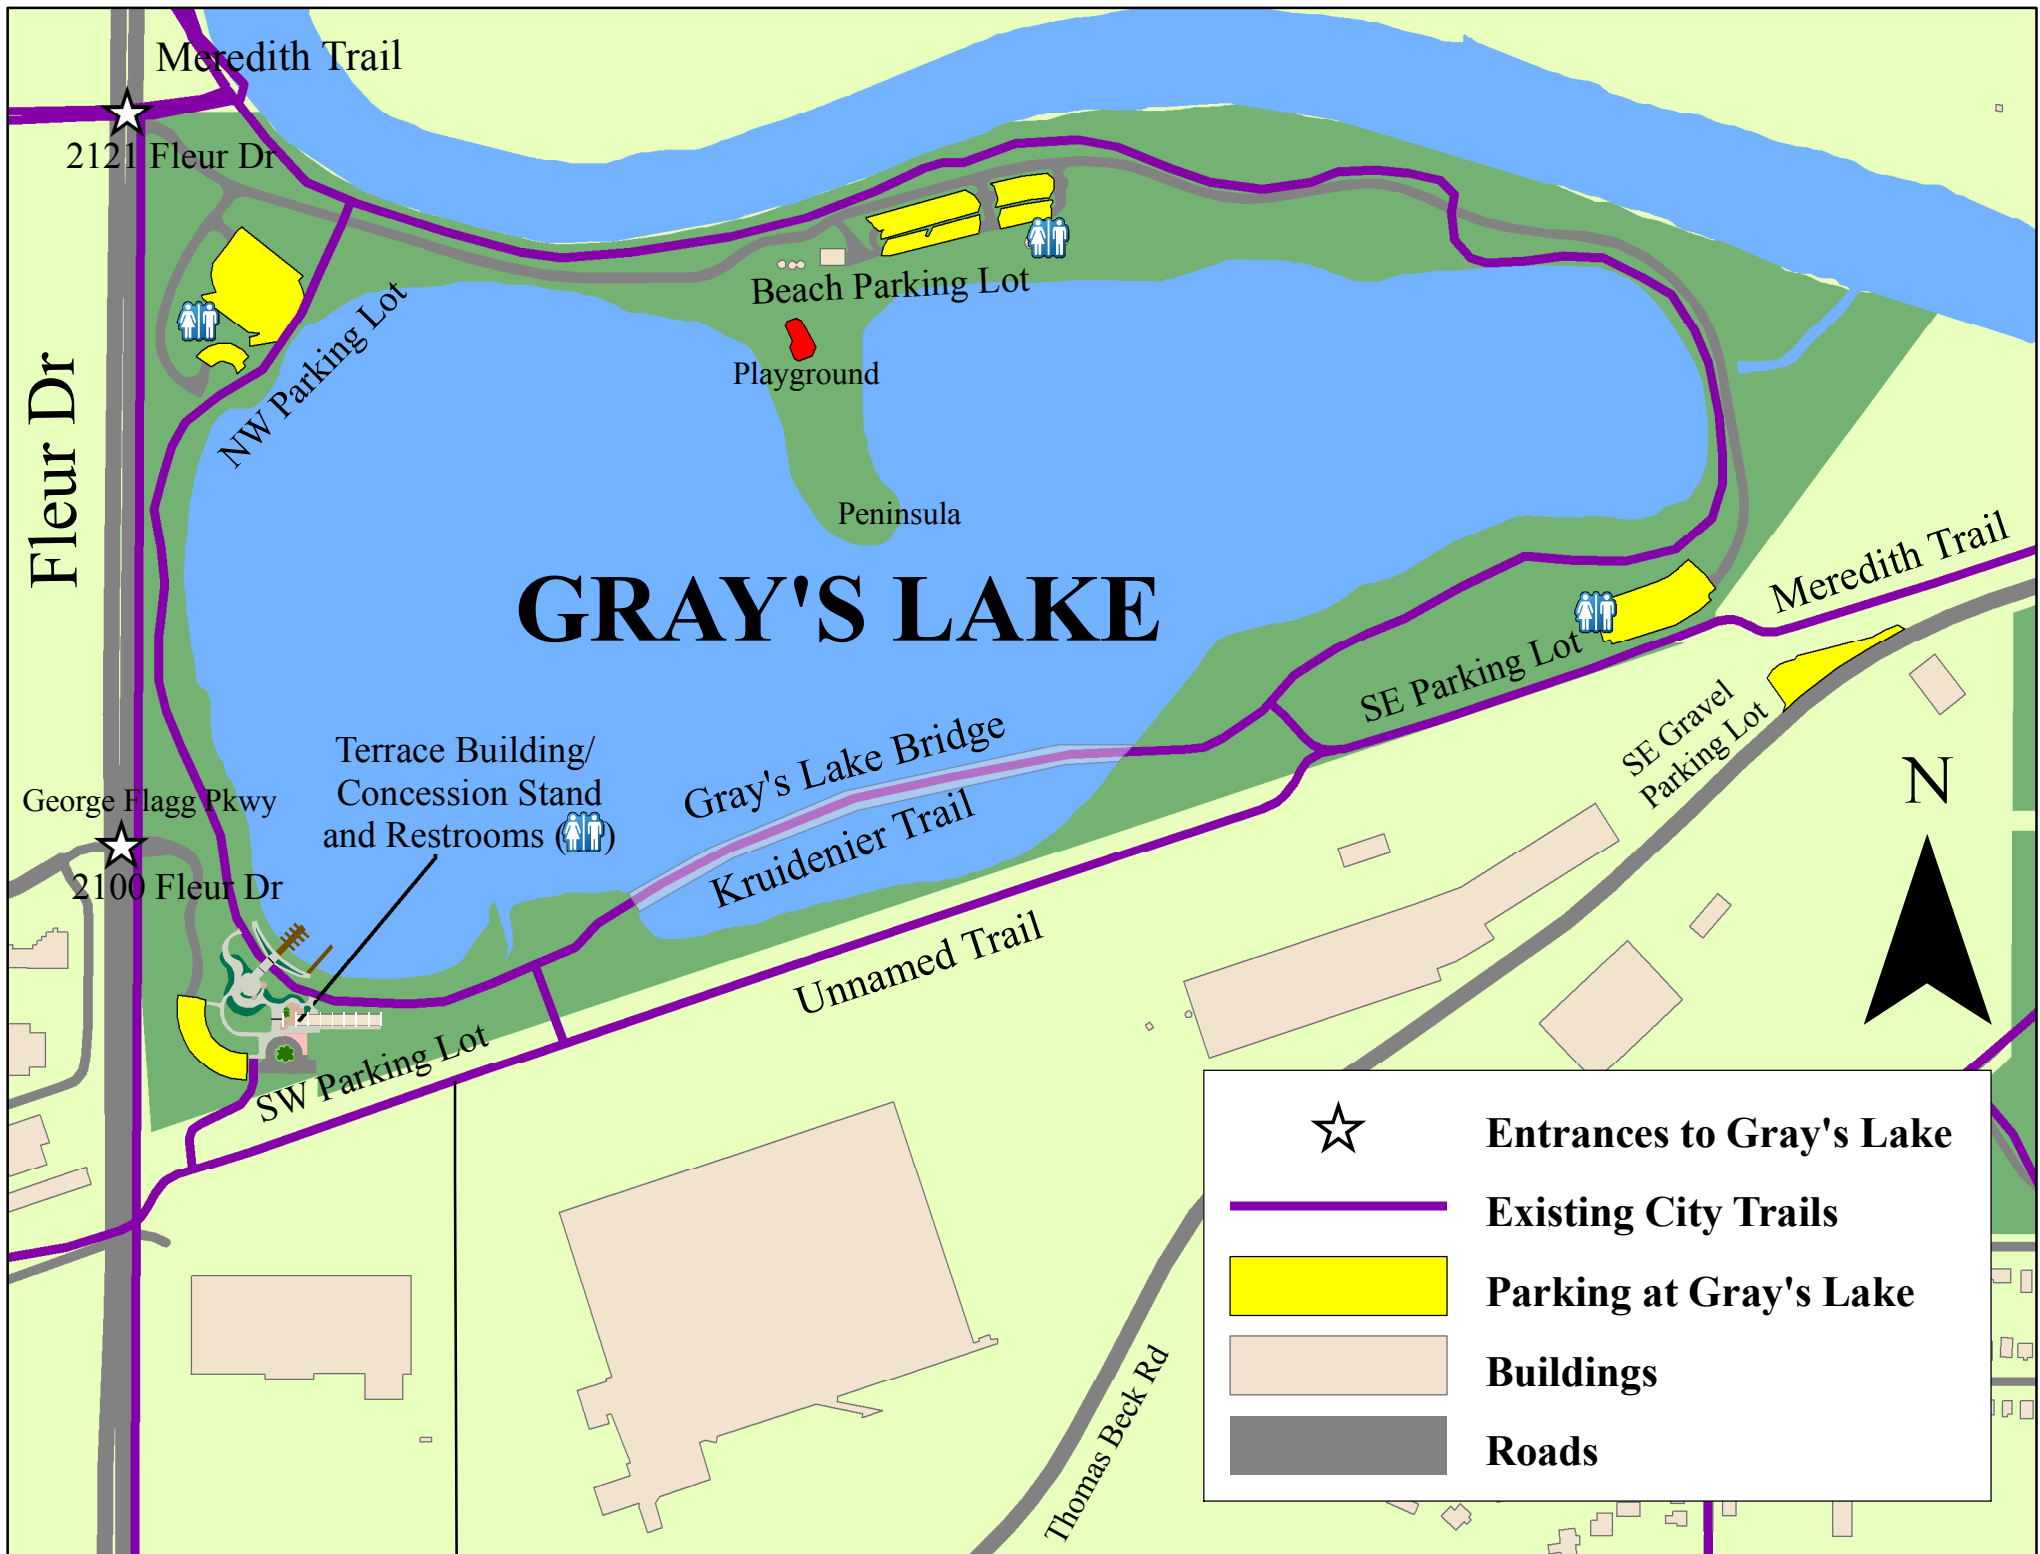 Meredith Trail
2121 Fleur Dr
Fleur Dr
NW Parking Lot
Beach Parking Lot
Playground
Peninsula
GRAY'S LAKE
Meredith Trail
SE Parking Lot
SE Gravel
Parking Lot
Terrace Building/
Concession Stand
and Restrooms ( )
Gray's Lake Bridge
Kruidenier Trail
Unnamed Trail
George Flagg Pkwy
2100 Fleur Dr
SW Parking Lot
N
Thomas Beck Rd
Entrances to Gray's Lake
Existing City Trails
Parking at Gray's Lake
Buildings
Roads